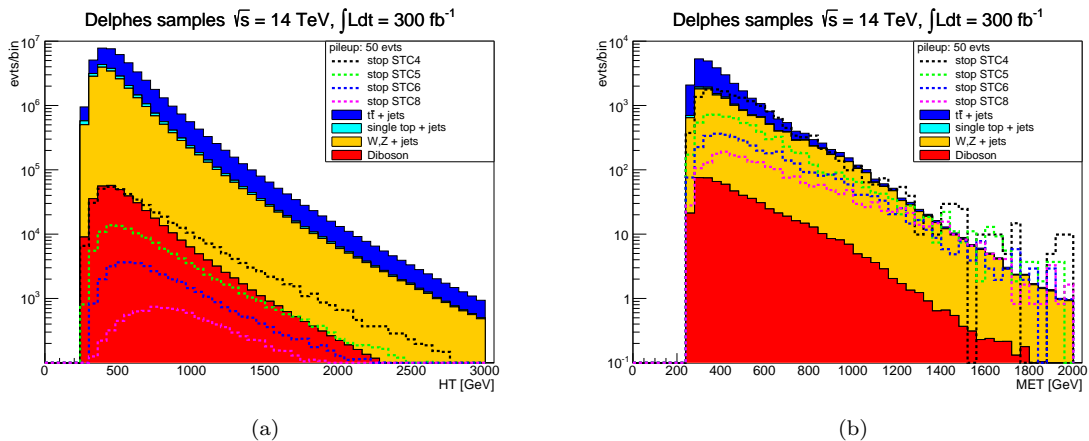 Delphes samples √s = 14 TeV, ∫Ldt = 300 fb⁻¹
evts/bin
10⁷
10⁶
10⁵
10⁴
10³
pileup: 50 evts
stop STC4
stop STC5
stop STC6
stop STC8
tt̄ + jets
single top + jets
W,Z + jets
Diboson
0 500 1000 1500 2000 2500 3000
HT [GeV]
(a)
Delphes samples √s = 14 TeV, ∫Ldt = 300 fb⁻¹
evts/bin
10⁴
10³
10²
10
1
10⁻¹
pileup: 50 evts
stop STC4
stop STC5
stop STC6
stop STC8
tt̄ + jets
single top + jets
W,Z + jets
Diboson
0 200 400 600 800 1000 1200 1400 1600 1800 2000
MET [GeV]
(b)